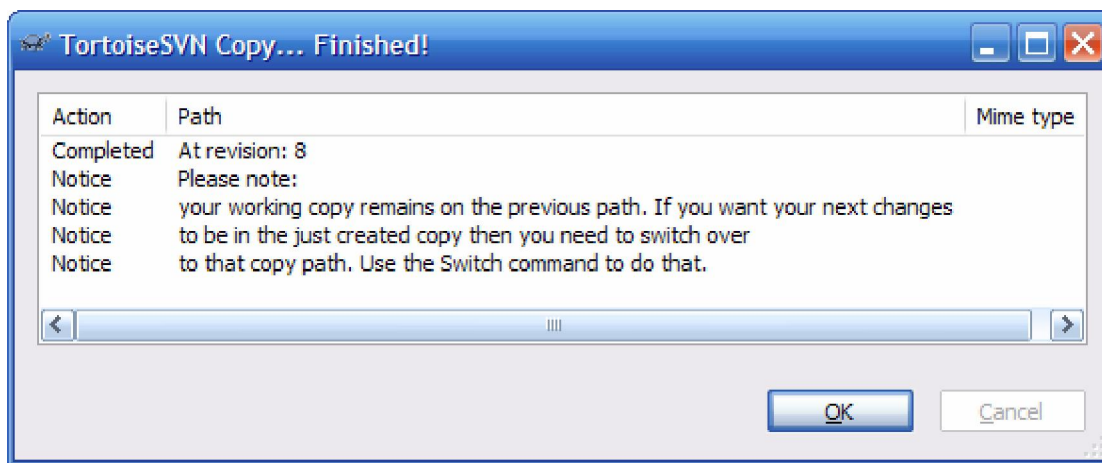 TortoiseSVN Copy... Finished!
Action Path Mime type
Completed At revision: 8
Notice Please note:
Notice your working copy remains on the previous path. If you want your next changes
Notice to be in the just created copy then you need to switch over
Notice to that copy path. Use the Switch command to do that.
OK Cancel